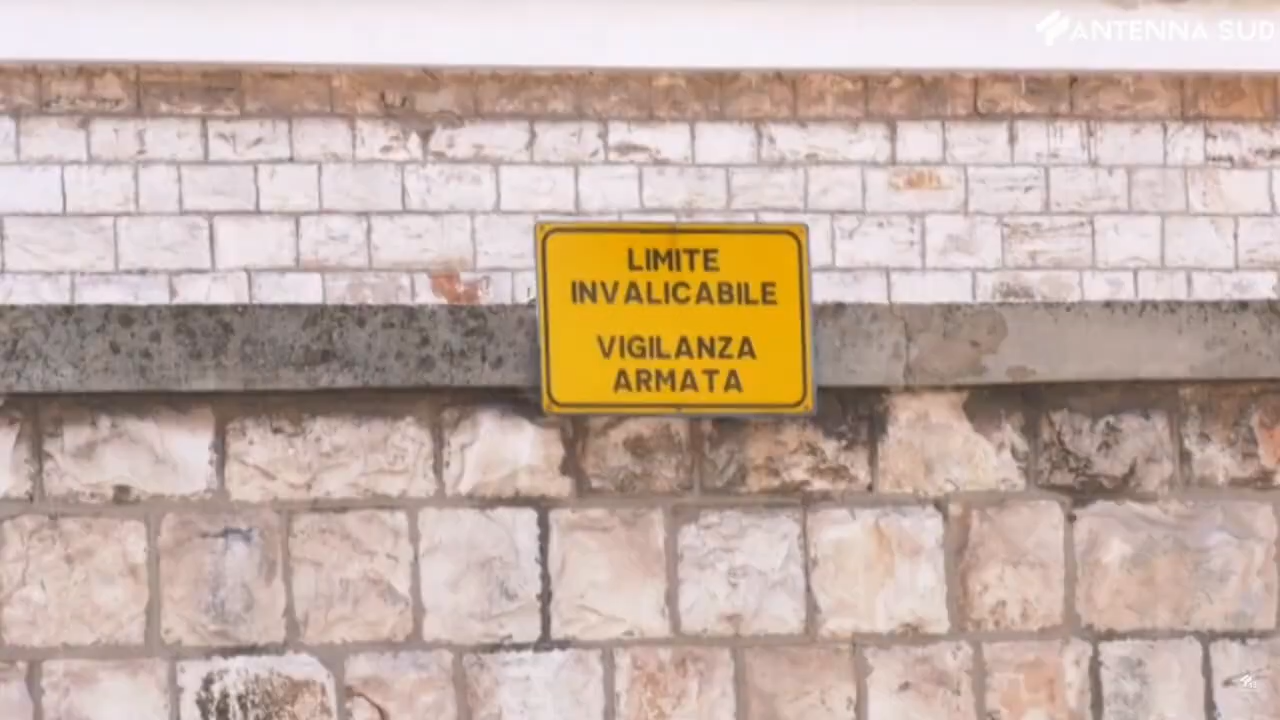 ANTENNA SUD
LIMITE
INVALICABILE
VIGILANZA
ARMATA